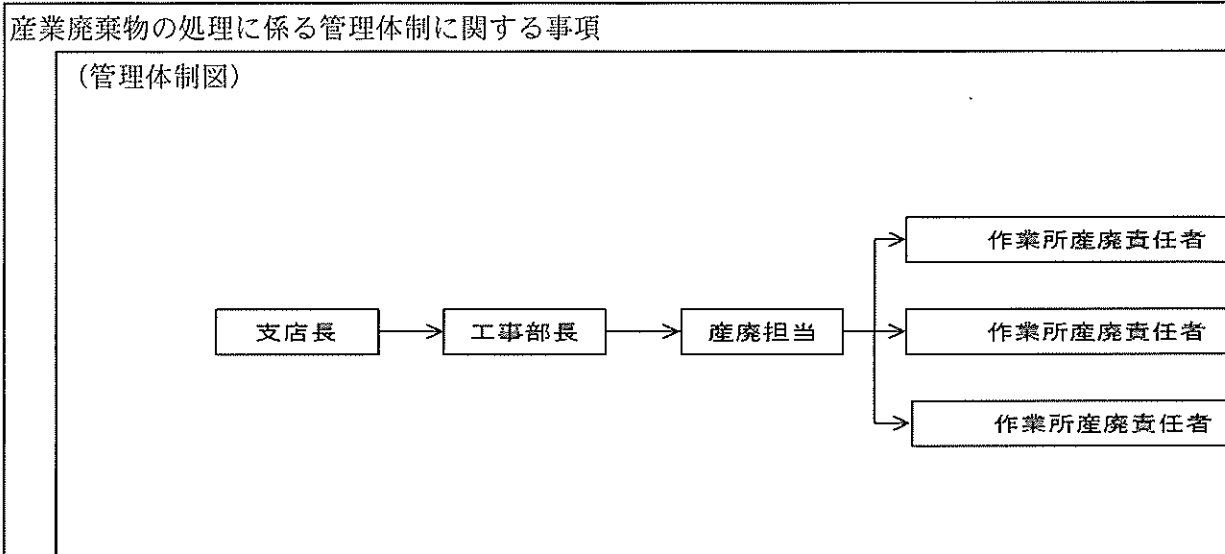 産業廃棄物の処理に係る管理体制に関する事項
（管理体制図）
作業所産廃責任者
支店長
工事部長
産廃担当
作業所産廃責任者
作業所産廃責任者